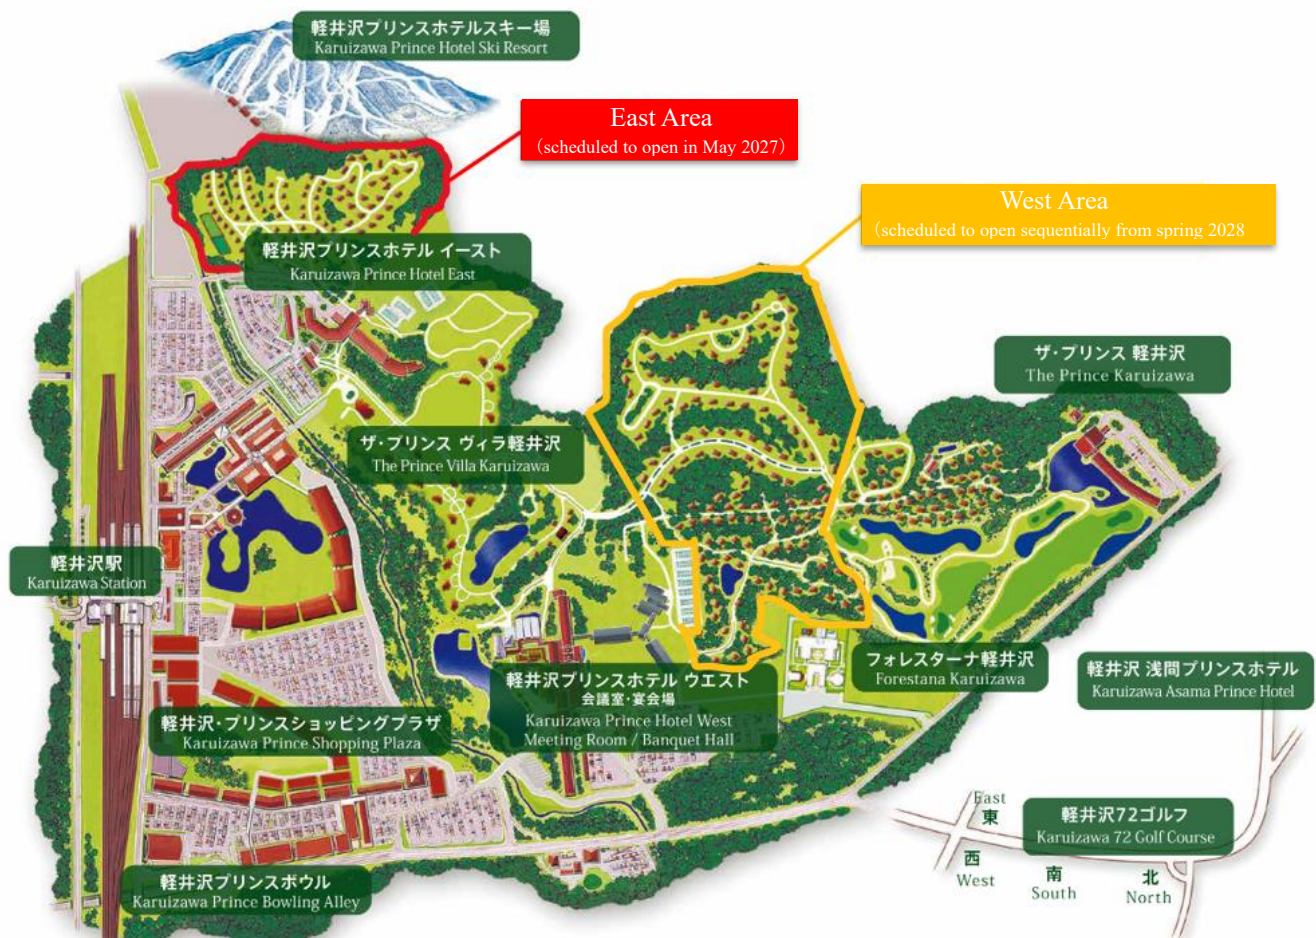 軽井沢プリンスホテルスキー場
Karuizawa Prince Hotel Ski Resort
East Area
(scheduled to open in May 2027)
West Area
(scheduled to open sequentially from spring 2028
軽井沢プリンスホテル イースト
Karuizawa Prince Hotel East
ザ・プリンス 軽井沢
The Prince Karuizawa
ザ・プリンス ヴィラ軽井沢
The Prince Villa Karuizawa
軽井沢駅
Karuizawa Station
フォレスターナ軽井沢
Forestana Karuizawa
軽井沢 浅間プリンスホテル
Karuizawa Asama Prince Hotel
軽井沢プリンスホテル ウエスト
会議室・宴会場
Karuizawa Prince Hotel West
Meeting Room / Banquet Hall
軽井沢・プリンスショッピングプラザ
Karuizawa Prince Shopping Plaza
East
東
軽井沢72ゴルフ
Karuizawa 72 Golf Course
西
West
南
South
北
North
軽井沢プリンスボウル
Karuizawa Prince Bowling Alley